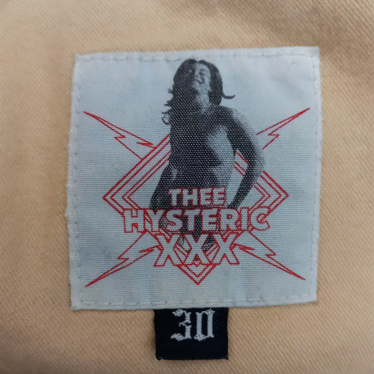 THEE
HYSTERIC
XXX
30